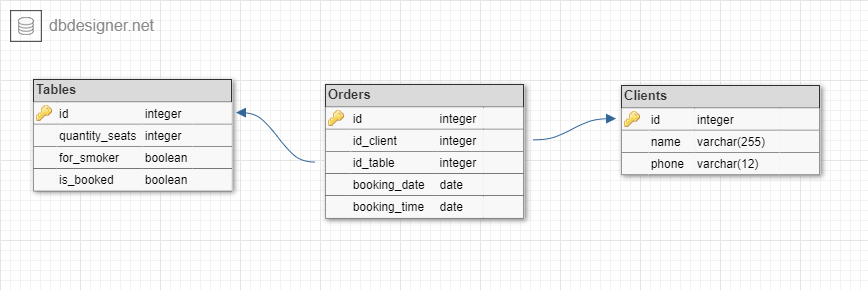 dbdesigner.net
Tables
id integer
quantity_seats integer
for_smoker boolean
is_booked boolean
Orders
id integer
id_client integer
id_table integer
booking_date date
booking_time date
Clients
id integer
name varchar(255)
phone varchar(12)